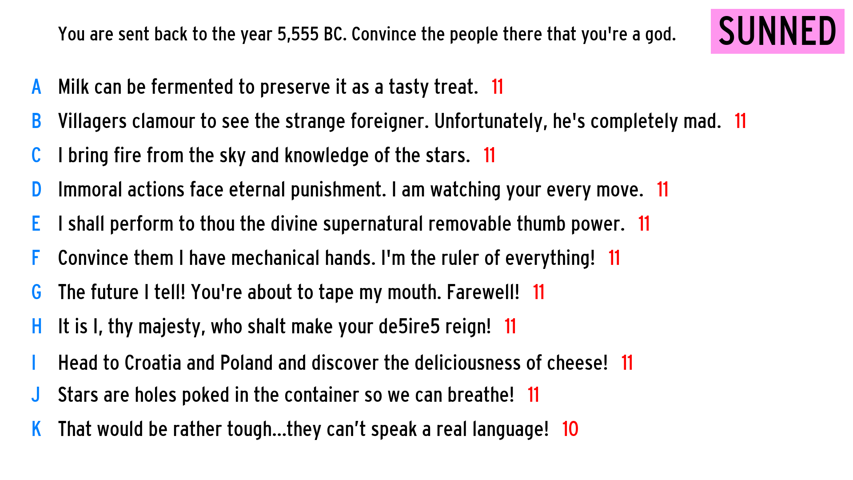 You are sent back to the year 5,555 BC. Convince the people there that you're a god.
SUNNED
A Milk can be fermented to preserve it as a tasty treat. 11
B Villagers clamour to see the strange foreigner. Unfortunately, he's completely mad. 11
C I bring fire from the sky and knowledge of the stars. 11
D Immoral actions face eternal punishment. I am watching your every move. 11
E I shall perform to thou the divine supernatural removable thumb power. 11
F Convince them I have mechanical hands. I'm the ruler of everything! 11
G The future I tell! You're about to tape my mouth. Farewell! 11
H It is I, thy majesty, who shalt make your de5ire5 reign! 11
I Head to Croatia and Poland and discover the deliciousness of cheese! 11
J Stars are holes poked in the container so we can breathe! 11
K That would be rather tough...they can't speak a real language! 10